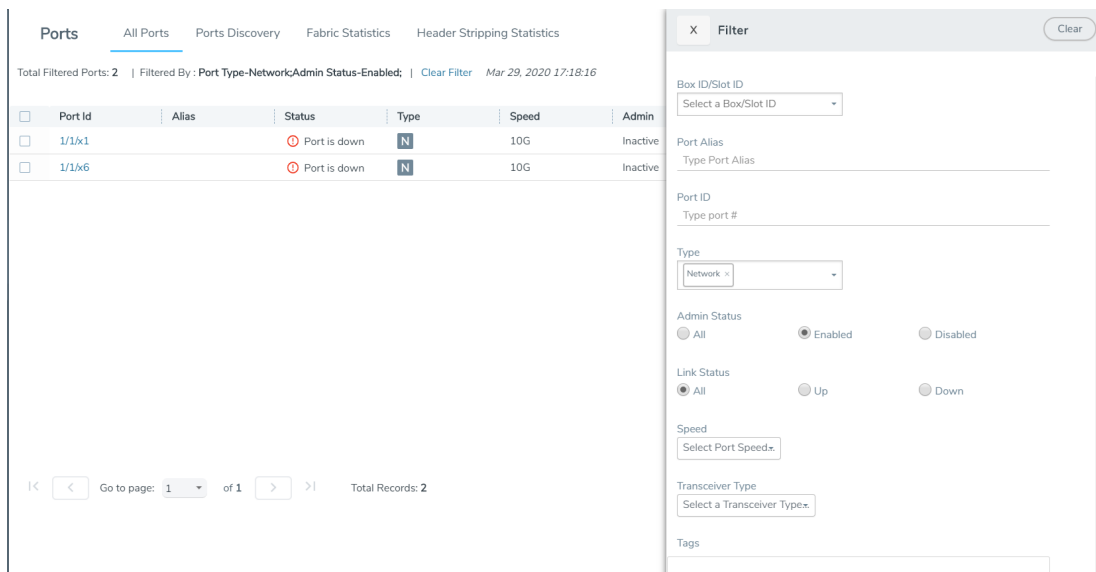 Ports All Ports Ports Discovery Fabric Statistics Header Stripping Statistics
Total Filtered Ports: 2 | Filtered By : Port Type-Network;Admin Status-Enabled; | Clear Filter Mar 29, 2020 17:18:16
Port Id Alias Status Type Speed Admin
1/1/x1 Port is down N 10G Inactive
1/1/x6 Port is down N 10G Inactive
Go to page: 1 of 1 Total Records: 2
X Filter Clear
Box ID/Slot ID
Select a Box/Slot ID
Port Alias
Type Port Alias
Port ID
Type port #
Type
Network ×
Admin Status
All Enabled Disabled
Link Status
All Up Down
Speed
Select Port Speed...
Transceiver Type
Select a Transceiver Type...
Tags